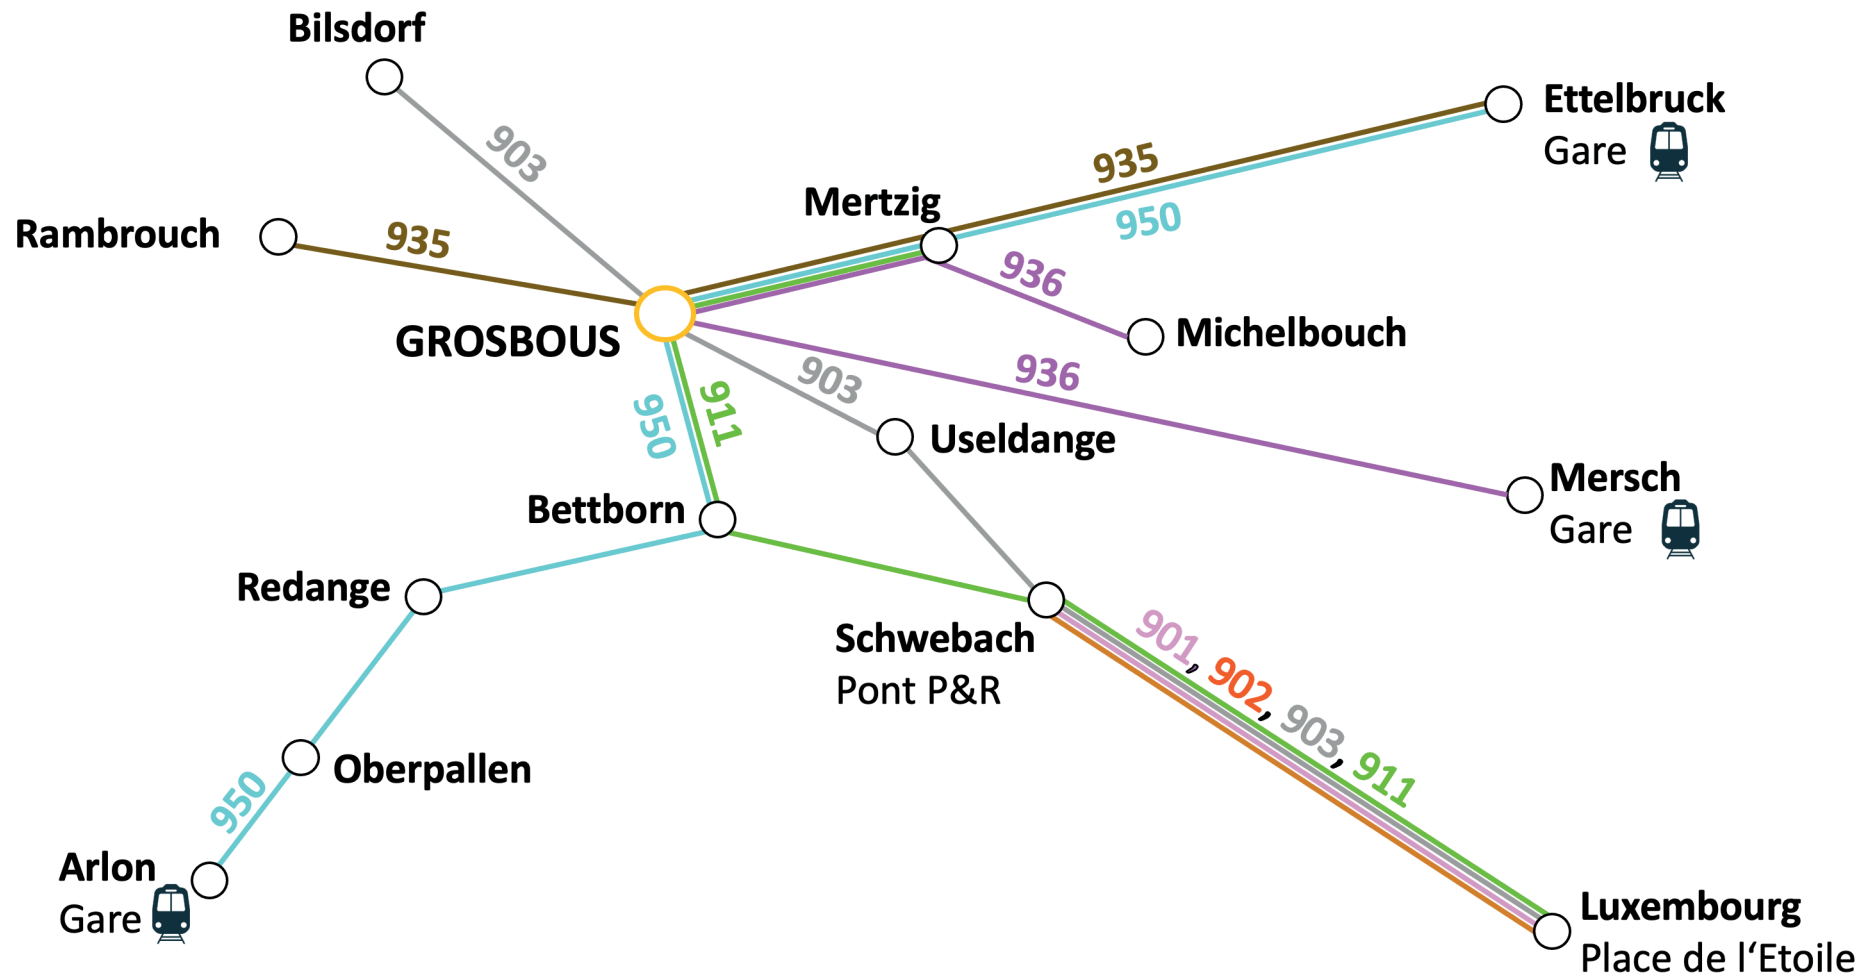 Bilsdorf
903
Ettelbruck
Gare
935
950
Mertzig
Rambrouch
935
936
Michelbouch
GROSBOUS
903
936
950
911
Useldange
Mersch
Gare
Bettborn
Redange
Schwebach
Pont P&R
901, 902, 903, 911
Oberpallen
950
Arlon
Gare
Luxembourg
Place de l‘Etoile